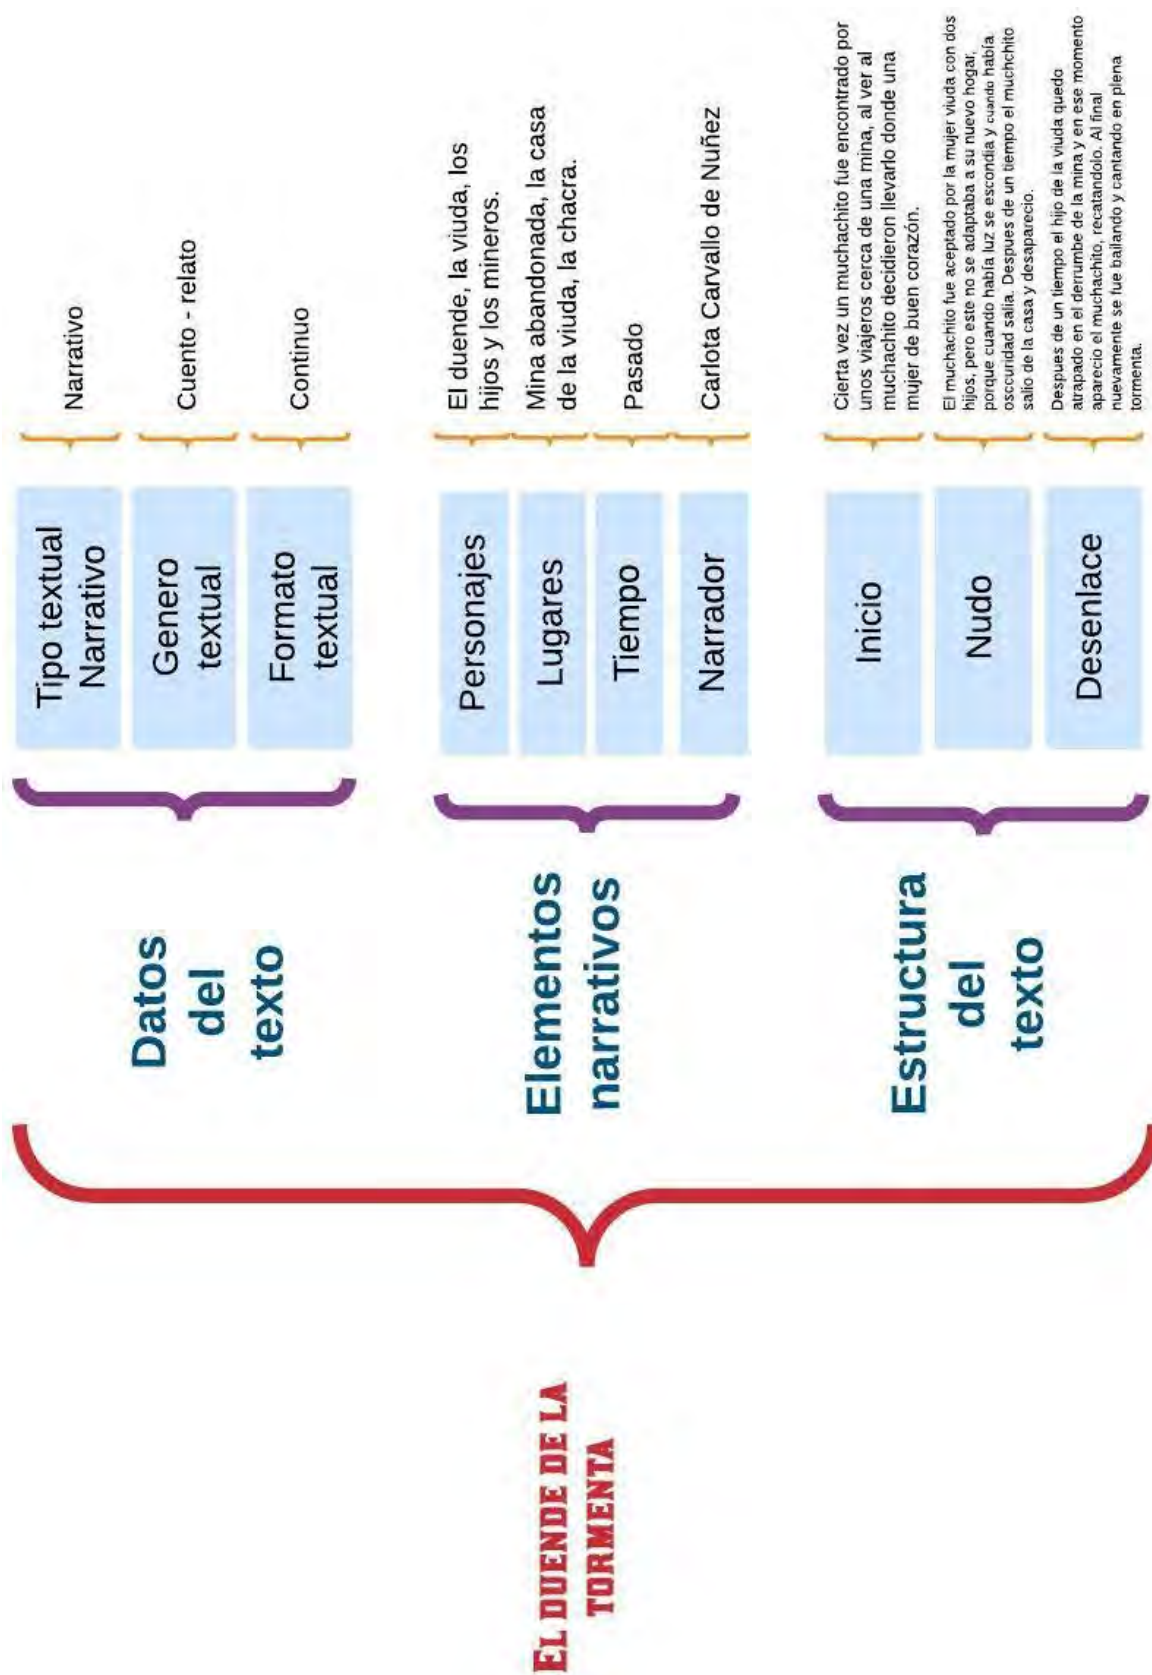 EL DUENDE DE LA
TORMENTA
Datos
del
texto
Tipo textual
Narrativo
Narrativo
Genero
textual
Cuento - relato
Formato
textual
Continuo
Elementos
narrativos
Personajes
El duende, la viuda, los
hijos y los mineros.
Lugares
Mina abandonada, la casa
de la viuda, la chacra.
Tiempo
Pasado
Narrador
Carlota Carvallo de Nuñez
Estructura
del
texto
Inicio
Cierta vez un muchachito fue encontrado por
unos viajeros cerca de una mina, al ver al
muchachito decidieron llevarlo donde una
mujer de buen corazón.
Nudo
El muchachito fue aceptado por la mujer viuda con dos
hijos, pero este no se adaptaba a su nuevo hogar,
porque cuando había luz se escondia y cuando había
osccuridad salía. Despues de un tiempo el muchchito
salio de la casa y desaparecio.
Desenlace
Despues de un tiempo el hijo de la viuda quedo
atrapado en el derrumbe de la mina y en ese momento
aparecio el muchachito, recatandolo. Al final
nuevamente se fue bailando y cantando en plena
tormenta.